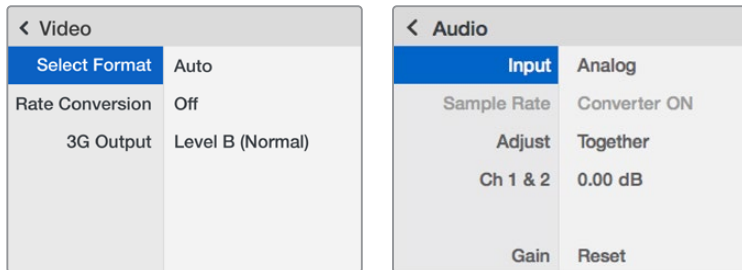 < Video
Select Format Auto
Rate Conversion Off
3G Output Level B (Normal)
< Audio
Input Analog
Sample Rate Converter ON
Adjust Together
Ch 1 & 2 0.00 dB
Gain Reset